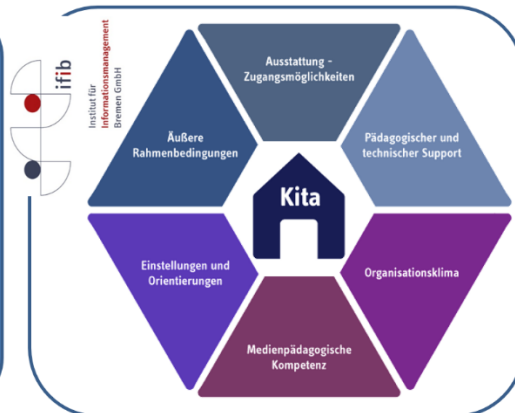 ifib
Institut für
Informationsmanagement
Bremen GmbH
Ausstattung -
Zugangsmöglichkeiten
Äußere
Rahmenbedingungen
Pädagogischer und
technischer Support
Kita
Einstellungen und
Orientierungen
Organisationsklima
Medienpädagogische
Kompetenz